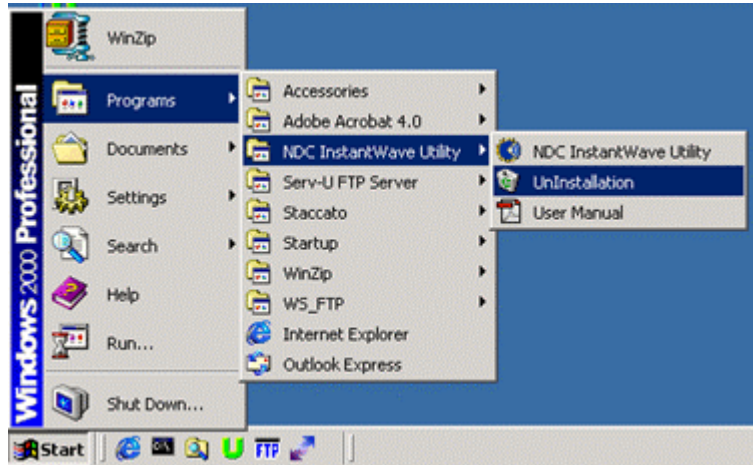 Windows 2000 Professional
WinZip
Programs
Documents
Settings
Search
Help
Run...
Shut Down...
Accessories
Adobe Acrobat 4.0
NDC InstantWave Utility
Serv-U FTP Server
Staccato
Startup
WinZip
WS_FTP
Internet Explorer
Outlook Express
NDC InstantWave Utility
UnInstallation
User Manual
Start
FTP